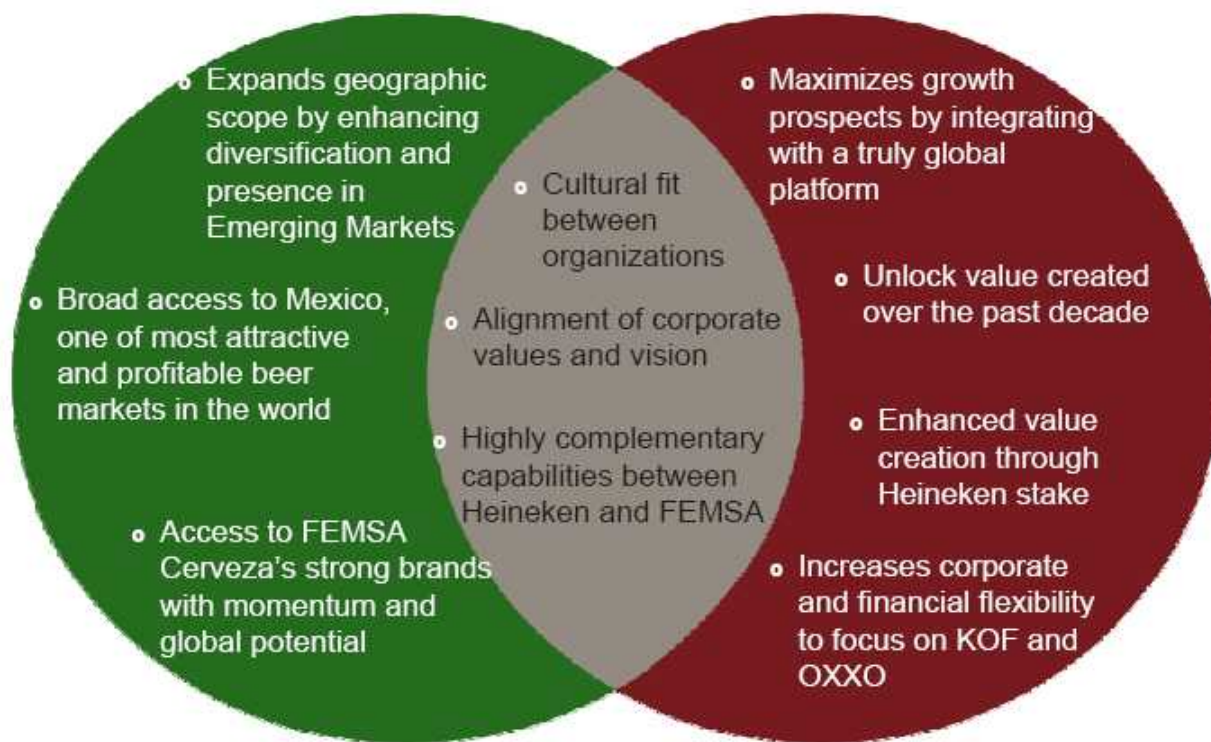 Expands geographic
scope by enhancing
diversification and
presence in
Emerging Markets
Broad access to Mexico,
one of most attractive
and profitable beer
markets in the world
Access to FEMSA
Cerveza's strong brands
with momentum and
global potential
Cultural fit
between
organizations
Alignment of corporate
values and vision
Highly complementary
capabilities between
Heineken and FEMSA
Maximizes growth
prospects by integrating
with a truly global
platform
Unlock value created
over the past decade
Enhanced value
creation through
Heineken stake
Increases corporate
and financial flexibility
to focus on KOF and
OXXO